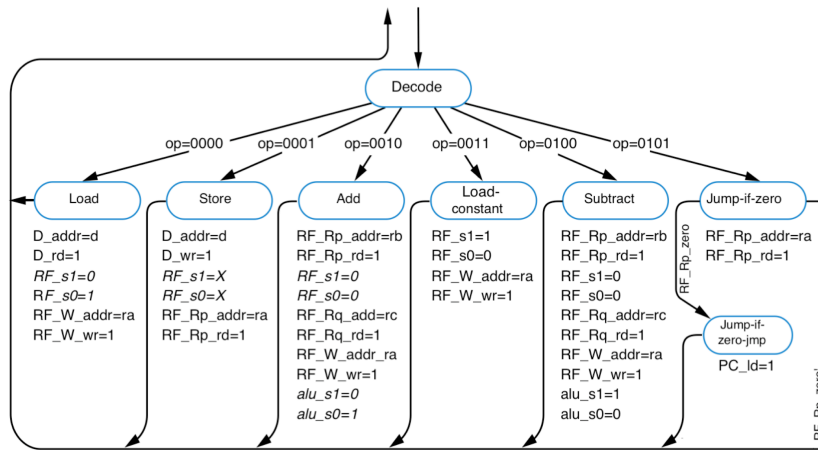 Decode
op=0000
op=0001
op=0010
op=0011
op=0100
op=0101
Load
D_addr=d
D_rd=1
RF_s1=0
RF_s0=1
RF_W_addr=ra
RF_W_wr=1
Store
D_addr=d
D_wr=1
RF_s1=X
RF_s0=X
RF_Rp_addr=ra
RF_Rp_rd=1
Add
RF_Rp_addr=rb
RF_Rp_rd=1
RF_s1=0
RF_s0=0
RF_Rq_add=rc
RF_Rq_rd=1
RF_W_addr_ra
RF_W_wr=1
alu_s1=0
alu_s0=1
Load-
constant
RF_s1=1
RF_s0=0
RF_W_addr=ra
RF_W_wr=1
Subtract
RF_Rp_addr=rb
RF_Rp_rd=1
RF_s1=0
RF_s0=0
RF_Rq_addr=rc
RF_Rq_rd=1
RF_W_addr=ra
RF_W_wr=1
alu_s1=1
alu_s0=0
Jump-if-zero
RF_Rp_addr=ra
RF_Rp_rd=1
RF_Rp_zero
Jump-if-
zero-jmp
PC_ld=1